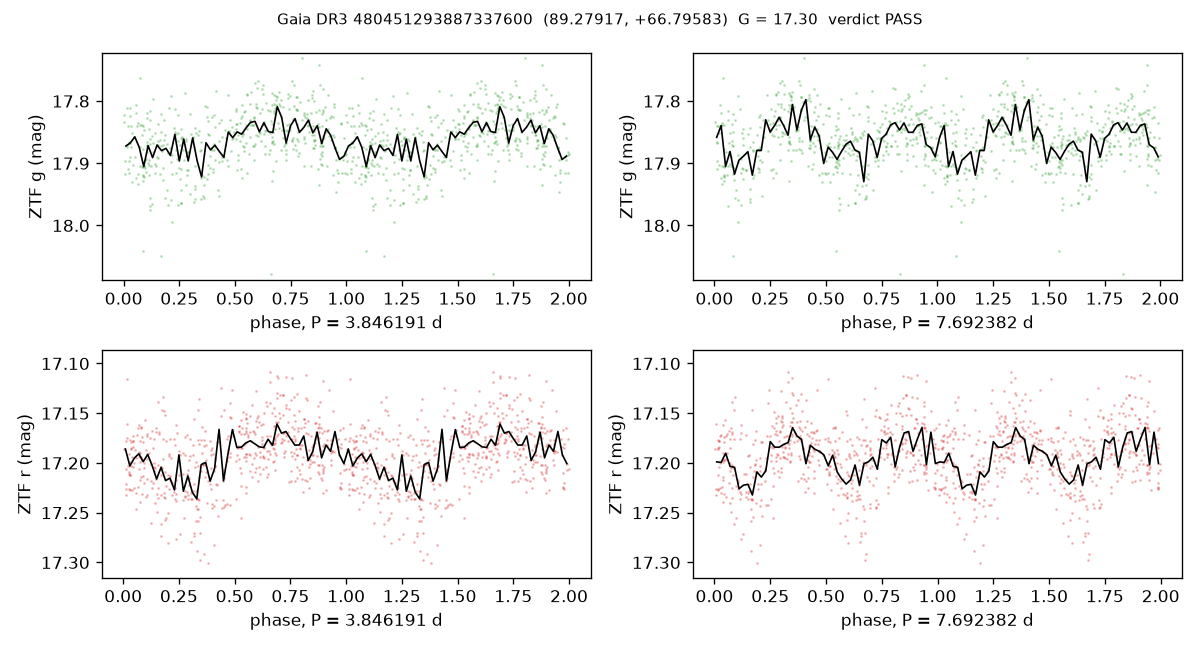 Gaia DR3 480451293887337600 (89.27917, +66.79583) G = 17.30 verdict PASS
ZTF g (mag)
17.8
17.9
18.0
0.00 0.25 0.50 0.75 1.00 1.25 1.50 1.75 2.00
phase, P = 3.846191 d
ZTF g (mag)
17.8
17.9
18.0
0.00 0.25 0.50 0.75 1.00 1.25 1.50 1.75 2.00
phase, P = 7.692382 d
ZTF r (mag)
17.10
17.15
17.20
17.25
17.30
0.00 0.25 0.50 0.75 1.00 1.25 1.50 1.75 2.00
phase, P = 3.846191 d
ZTF r (mag)
17.10
17.15
17.20
17.25
17.30
0.00 0.25 0.50 0.75 1.00 1.25 1.50 1.75 2.00
phase, P = 7.692382 d